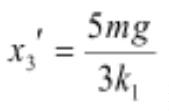 x₃′ = 5mg / 3k₁